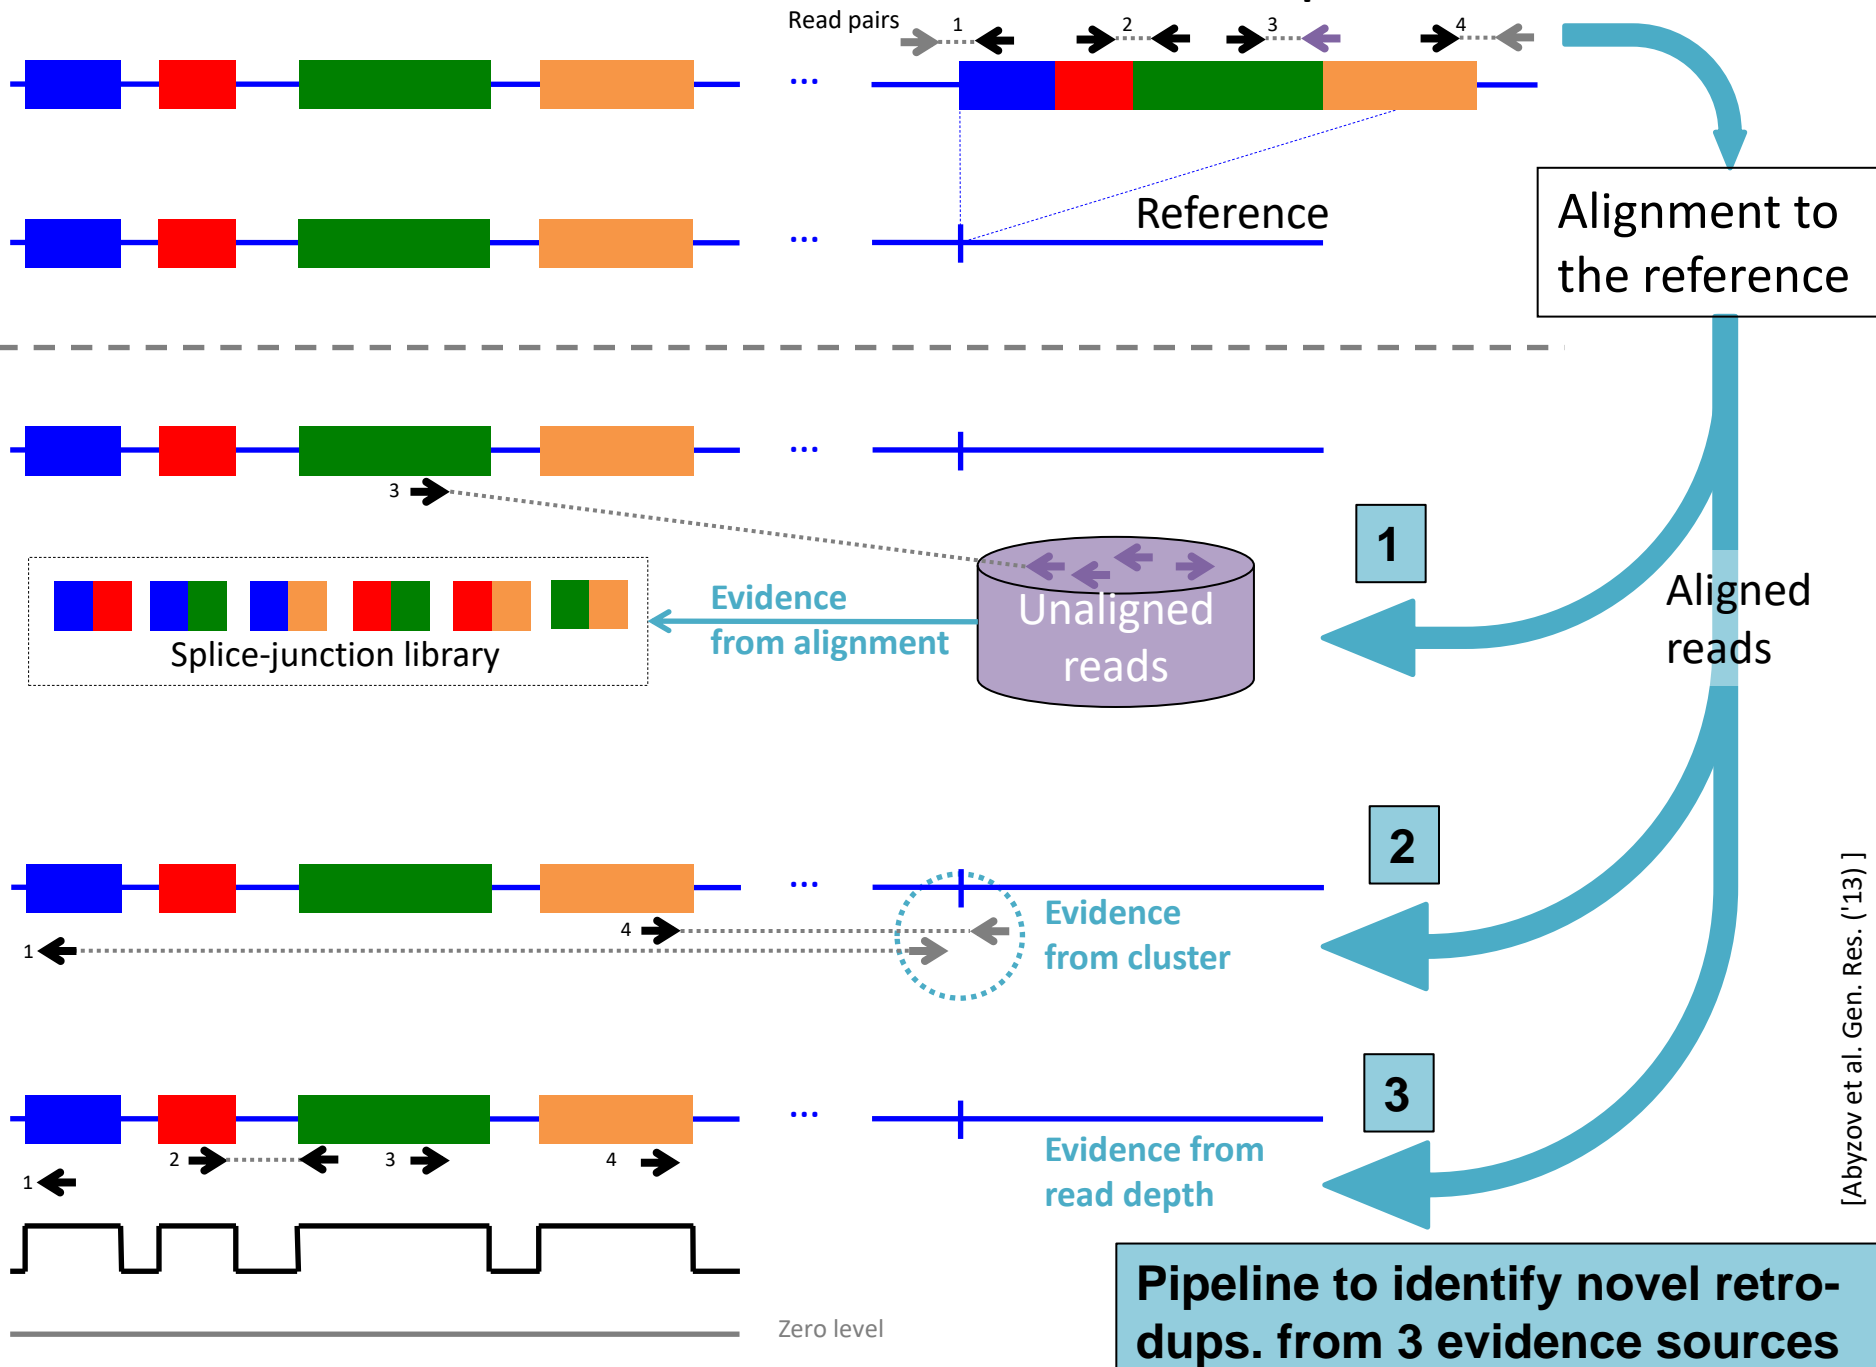 Read pairs
1
2
3
4
...
Reference
...
Alignment to
the reference
...
3
1
Unaligned
reads
Evidence
from alignment
Splice-junction library
Aligned
reads
2
...
4
1
Evidence
from cluster
3
...
Evidence from
read depth
2
3
4
1
Zero level
[Abyzov et al. Gen. Res. ('13) ]
Pipeline to identify novel retro-
dups. from 3 evidence sources